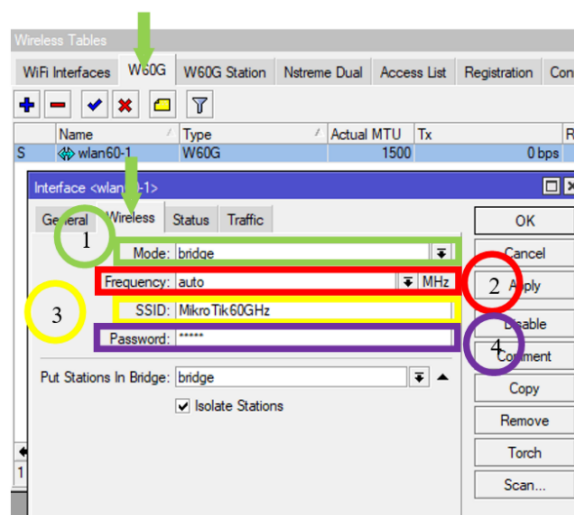 Wireless Tables
WiFi Interfaces W60G W60G Station Nstreme Dual Access List Registration Con
Name Type Actual MTU Tx R
S wlan60-1 W60G 1500 0 bps
Interface <wlan60-1>
General Wireless Status Traffic
OK
1
Mode: bridge
Cancel
Frequency: auto MHz
2 Apply
3
SSID: MikroTik60GHz
Disable
Password: *****
4
Comment
Put Stations In Bridge: bridge
Copy
Isolate Stations
Remove
Torch
1
Scan...